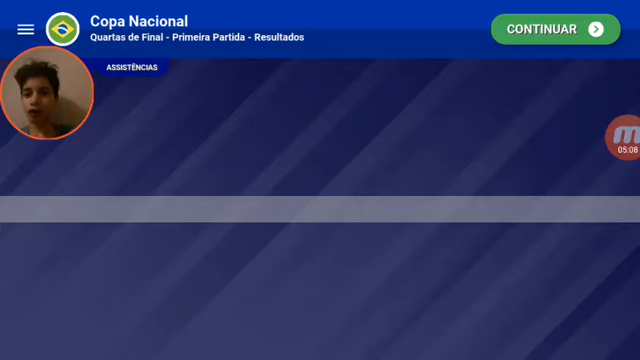 Copa Nacional
Quartas de Final - Primeira Partida - Resultados
CONTINUAR
ASSISTÊNCIAS
05:08